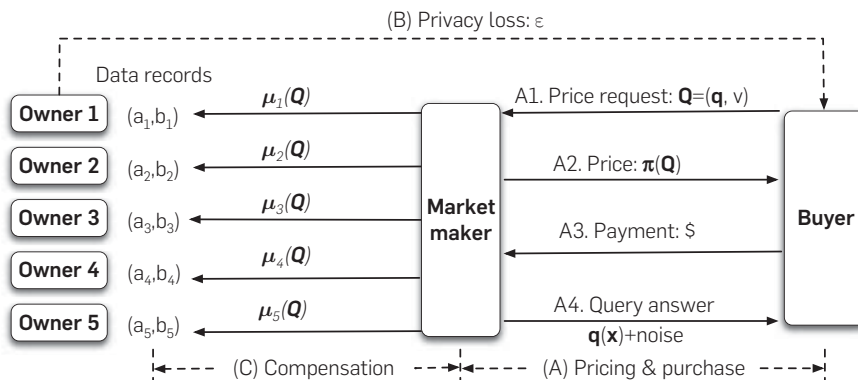 (B) Privacy loss: ε
Data records
Owner 1 (a₁,b₁) μ₁(Q) A1. Price request: Q=(q, v)
Owner 2 (a₂,b₂) μ₂(Q) A2. Price: π(Q)
Owner 3 (a₃,b₃) μ₃(Q) Market maker Buyer
A3. Payment: $
Owner 4 (a₄,b₄) μ₄(Q)
Owner 5 (a₅,b₅) μ₅(Q) A4. Query answer
q(x)+noise
(C) Compensation (A) Pricing & purchase